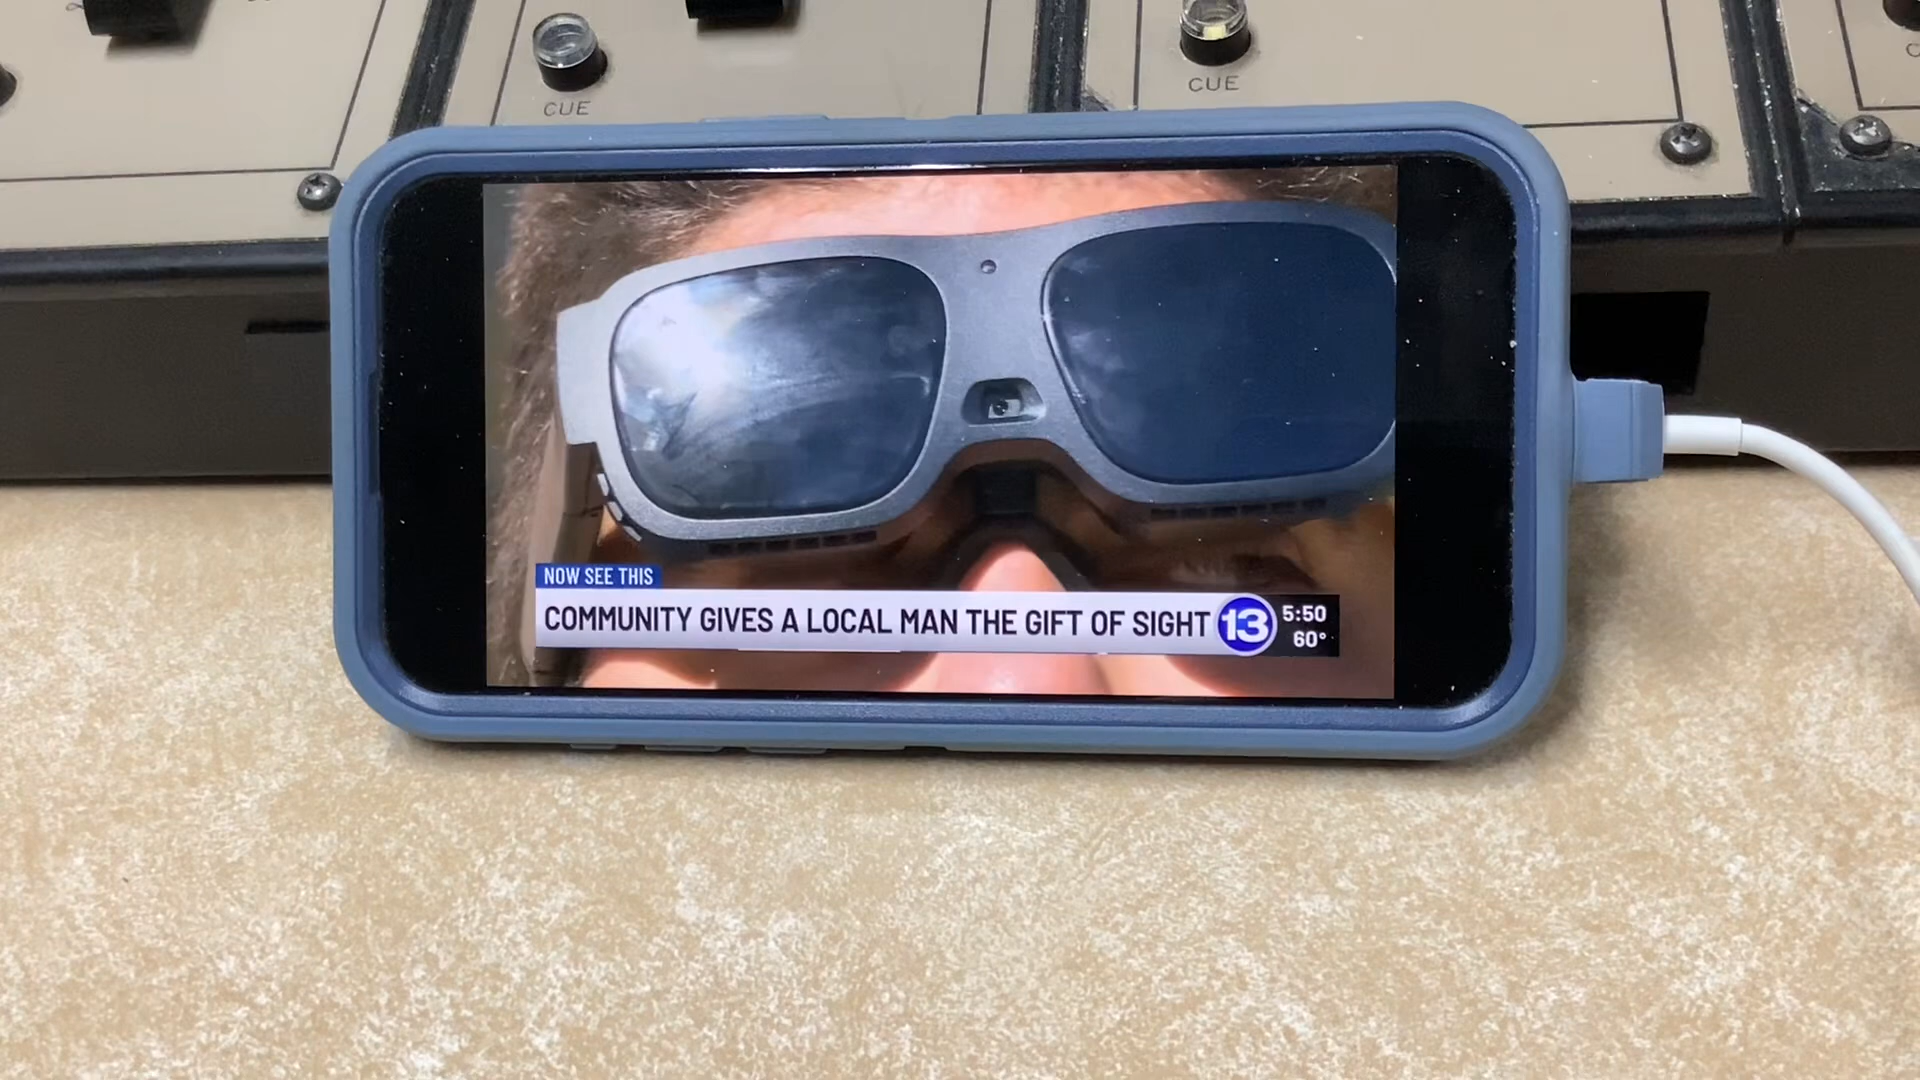 CUE
CUE
NOW SEE THIS
COMMUNITY GIVES A LOCAL MAN THE GIFT OF SIGHT
13
5:50
60°